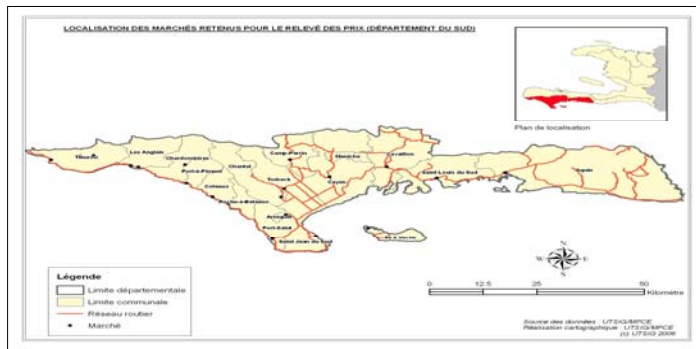 LOCALISATION DES MARCHÉS RETENUS POUR LE RELEVÉ DES PRIX (DÉPARTEMENT DU SUD)
Plan de localisation
Les Anglais
Tiburon
Chardonnières
Port-à-Piment
Chantal
Coteaux
Roche-à-Bateaux
Camp-Perrin
Maniche
Torbeck
Cayes
Cavaillon
Saint-Louis du Sud
Aquin
Arniquet
Port-Salut
Saint Jean du Sud
Légende
Limite départementale
Limite communale
Réseau routier
Marché
N
W E
S
0 12.5 25 50
Kilomètre
Source des données : UTSIG/MPCE
Réalisation cartographique : UTSIG/MPCE
(c) UTSIG 2006